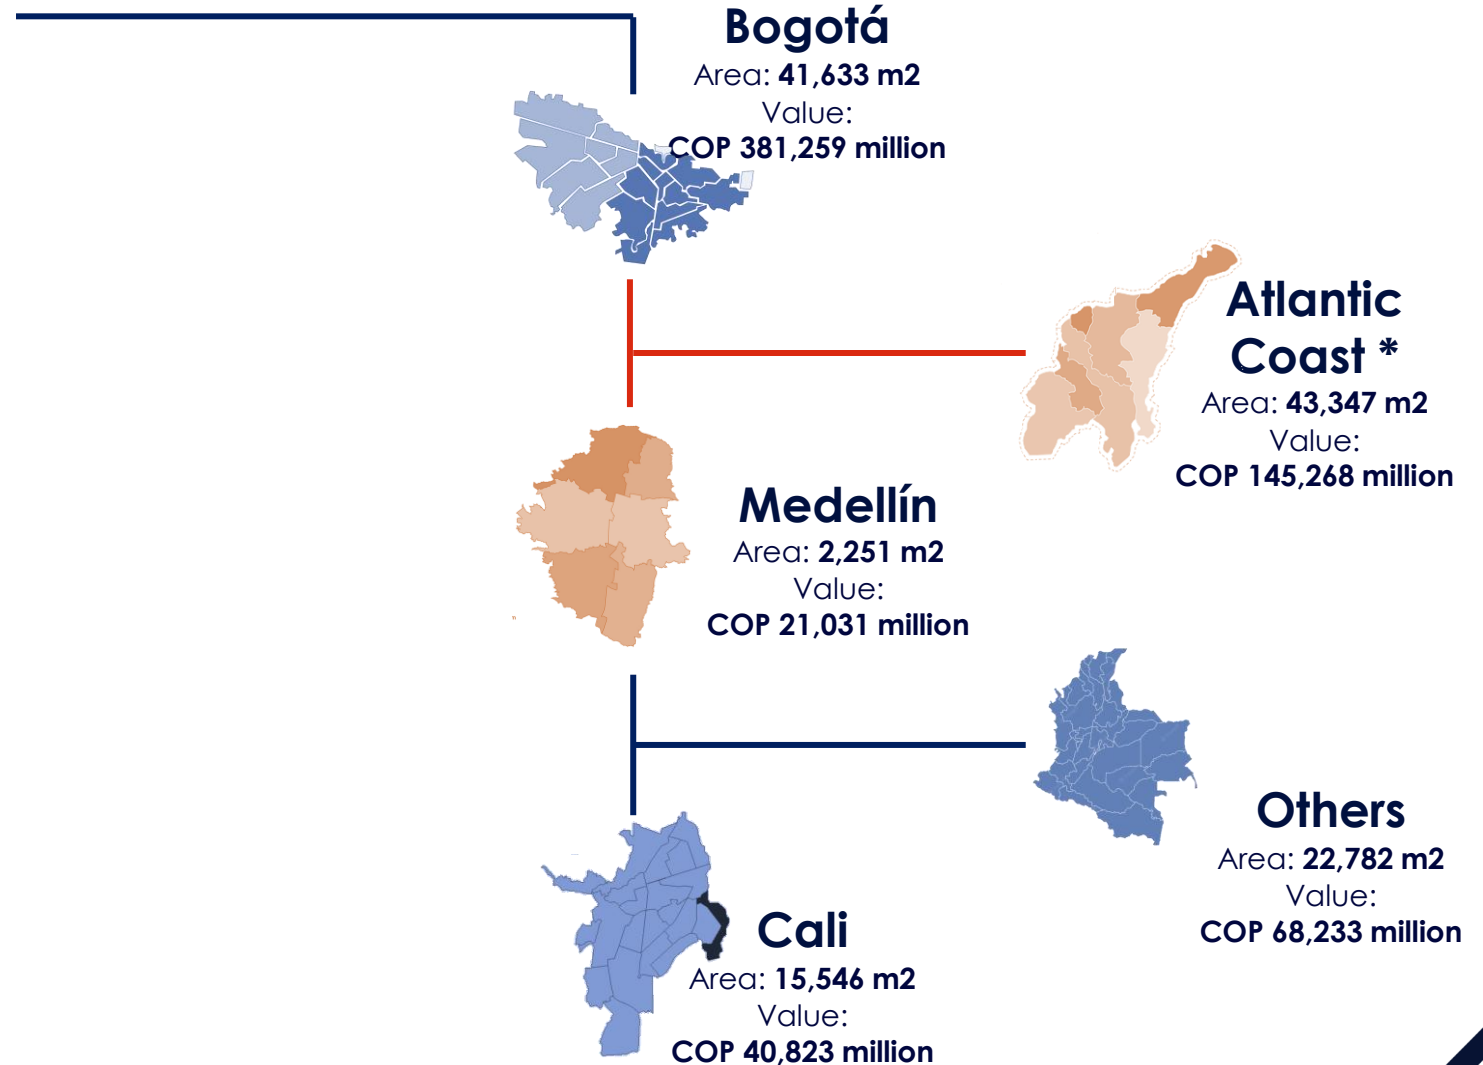 Bogotá
Area: 41,633 m2
Value:
COP 381,259 million
Atlantic
Coast *
Area: 43,347 m2
Value:
COP 145,268 million
Medellín
Area: 2,251 m2
Value:
COP 21,031 million
Others
Area: 22,782 m2
Value:
COP 68,233 million
Cali
Area: 15,546 m2
Value:
COP 40,823 million